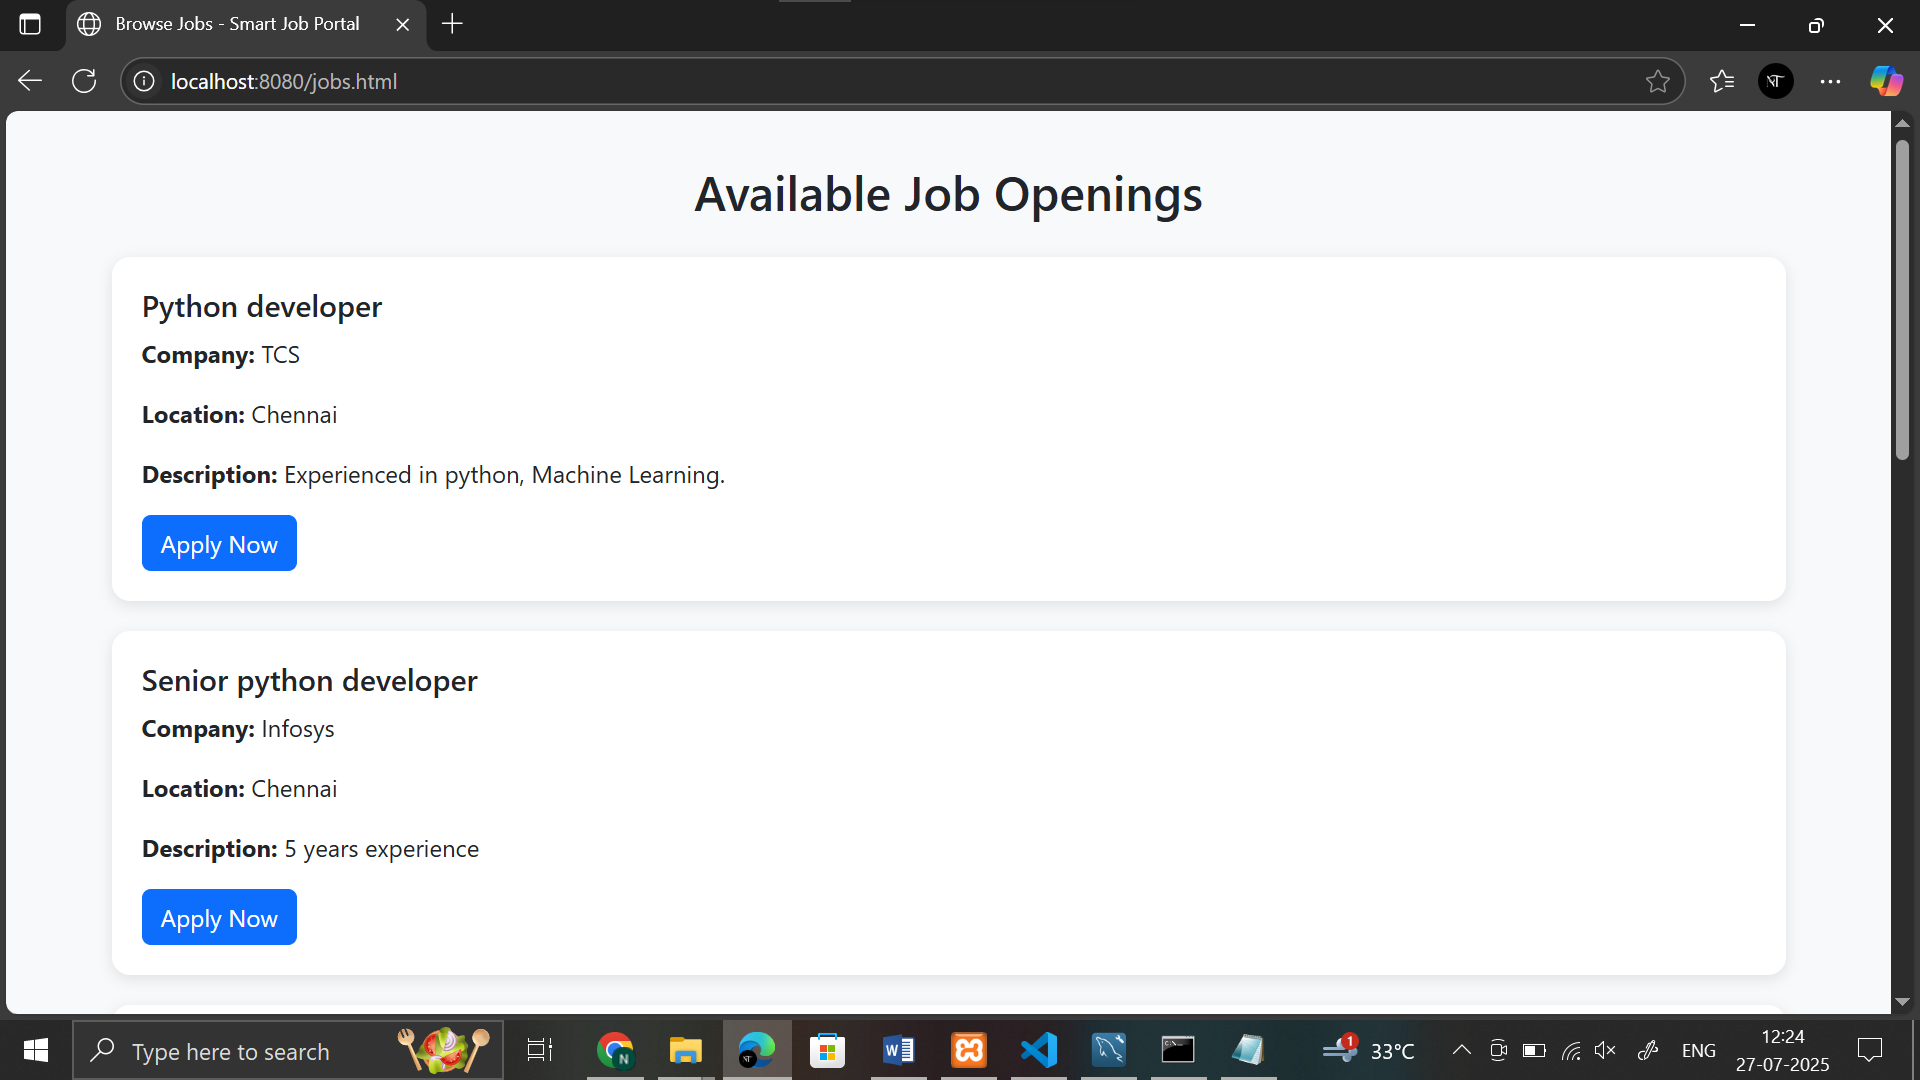 Browse Jobs - Smart Job Portal
localhost:8080/jobs.html
NT
Available Job Openings
Python developer
Company: TCS
Location: Chennai
Description: Experienced in python, Machine Learning.
Apply Now
Senior python developer
Company: Infosys
Location: Chennai
Description: 5 years experience
Apply Now
Type here to search
N
W
1
33°C
ENG
12:24
27-07-2025